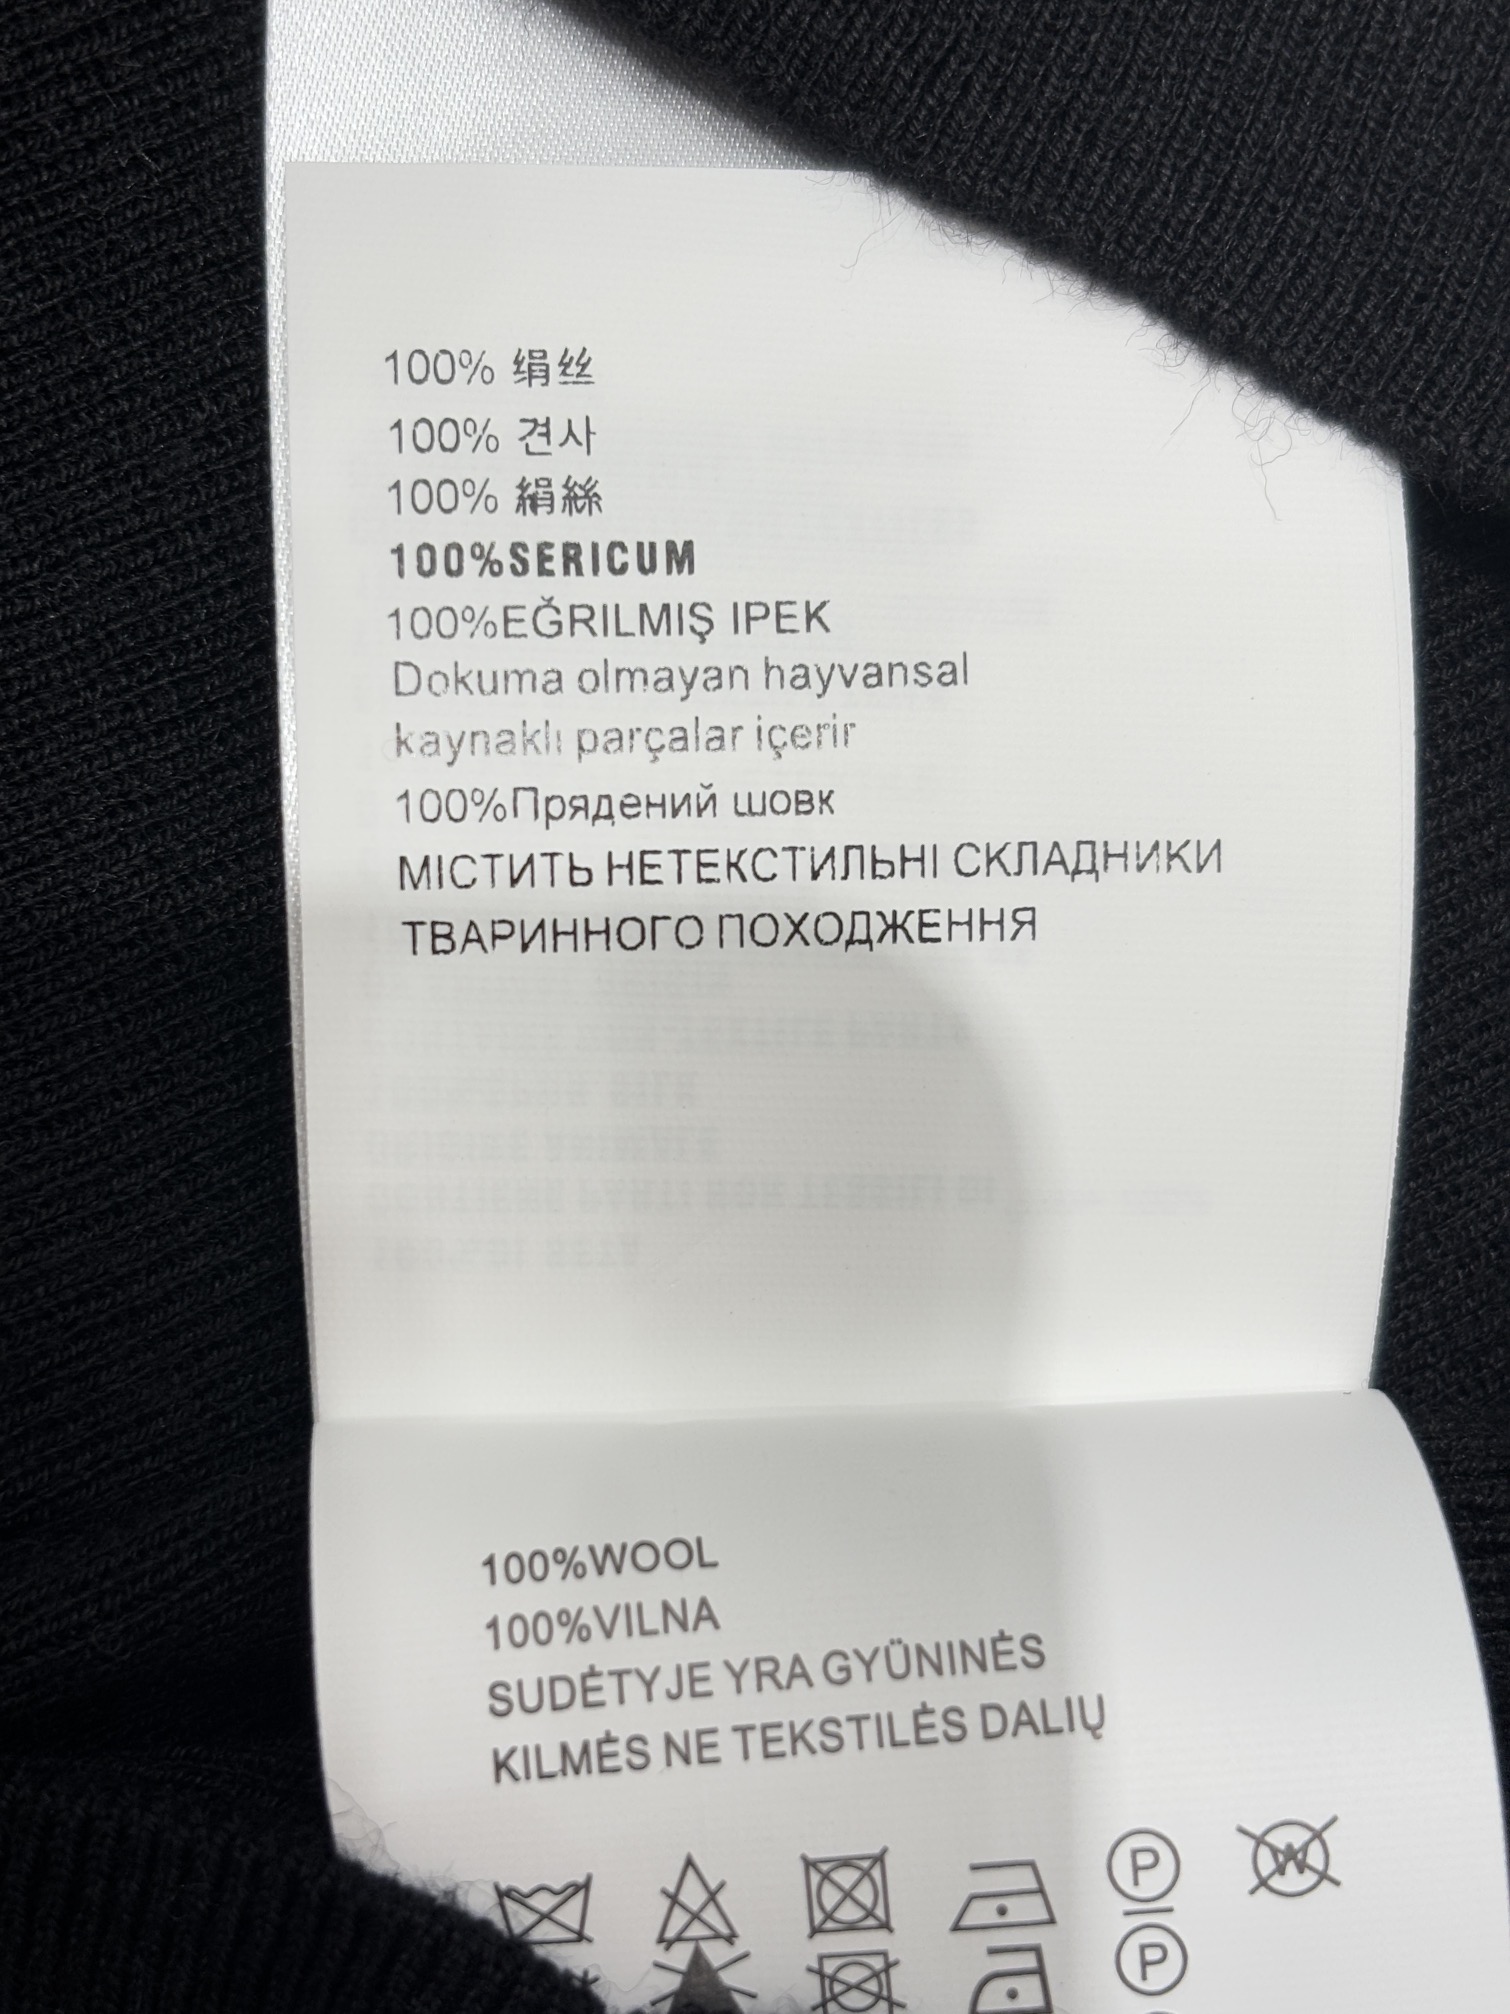 100% 绢丝
100% 견사
100% 絹絲
100%SERICUM
100%EĞRILMIŞ IPEK
Dokuma olmayan hayvansal
kaynaklı parçalar içerir
100%Прядений шовк
МІСТИТЬ НЕТЕКСТИЛЬНІ СКЛАДНИКИ
ТВАРИННОГО ПОХОДЖЕННЯ
100%WOOL
100%VILNA
SUDĖTYJE YRA GYÜNINĖS
KILMĖS NE TEKSTILĖS DALIŲ
P W
P